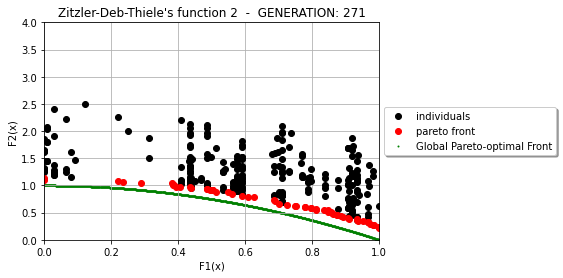 Zitzler-Deb-Thiele's function 2 - GENERATION: 271
4.0
3.5
3.0
2.5
2.0
1.5
1.0
0.5
0.0
F2(x)
0.0 0.2 0.4 0.6 0.8 1.0
F1(x)
individuals
pareto front
Global Pareto-optimal Front